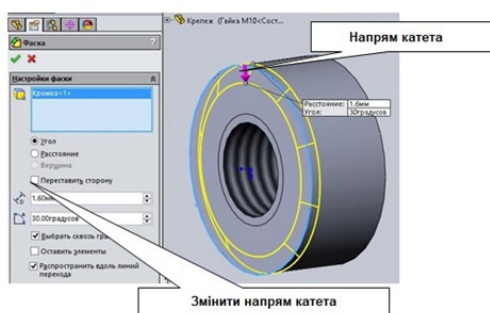 Крепеж (Гайка М10<Сост...
Напрям катета
Фаска
?
Настройки фаски
Кромка<1>
Расстояние: 1.6мм
Угол: 30градусов
Угол
Расстояние
Вершина
Переставить сторону
1.60мм
30.00градусов
Выбрать сквозь гра
Оставить элементы
Распространить вдоль линий
перехода
Змінити напрям катета